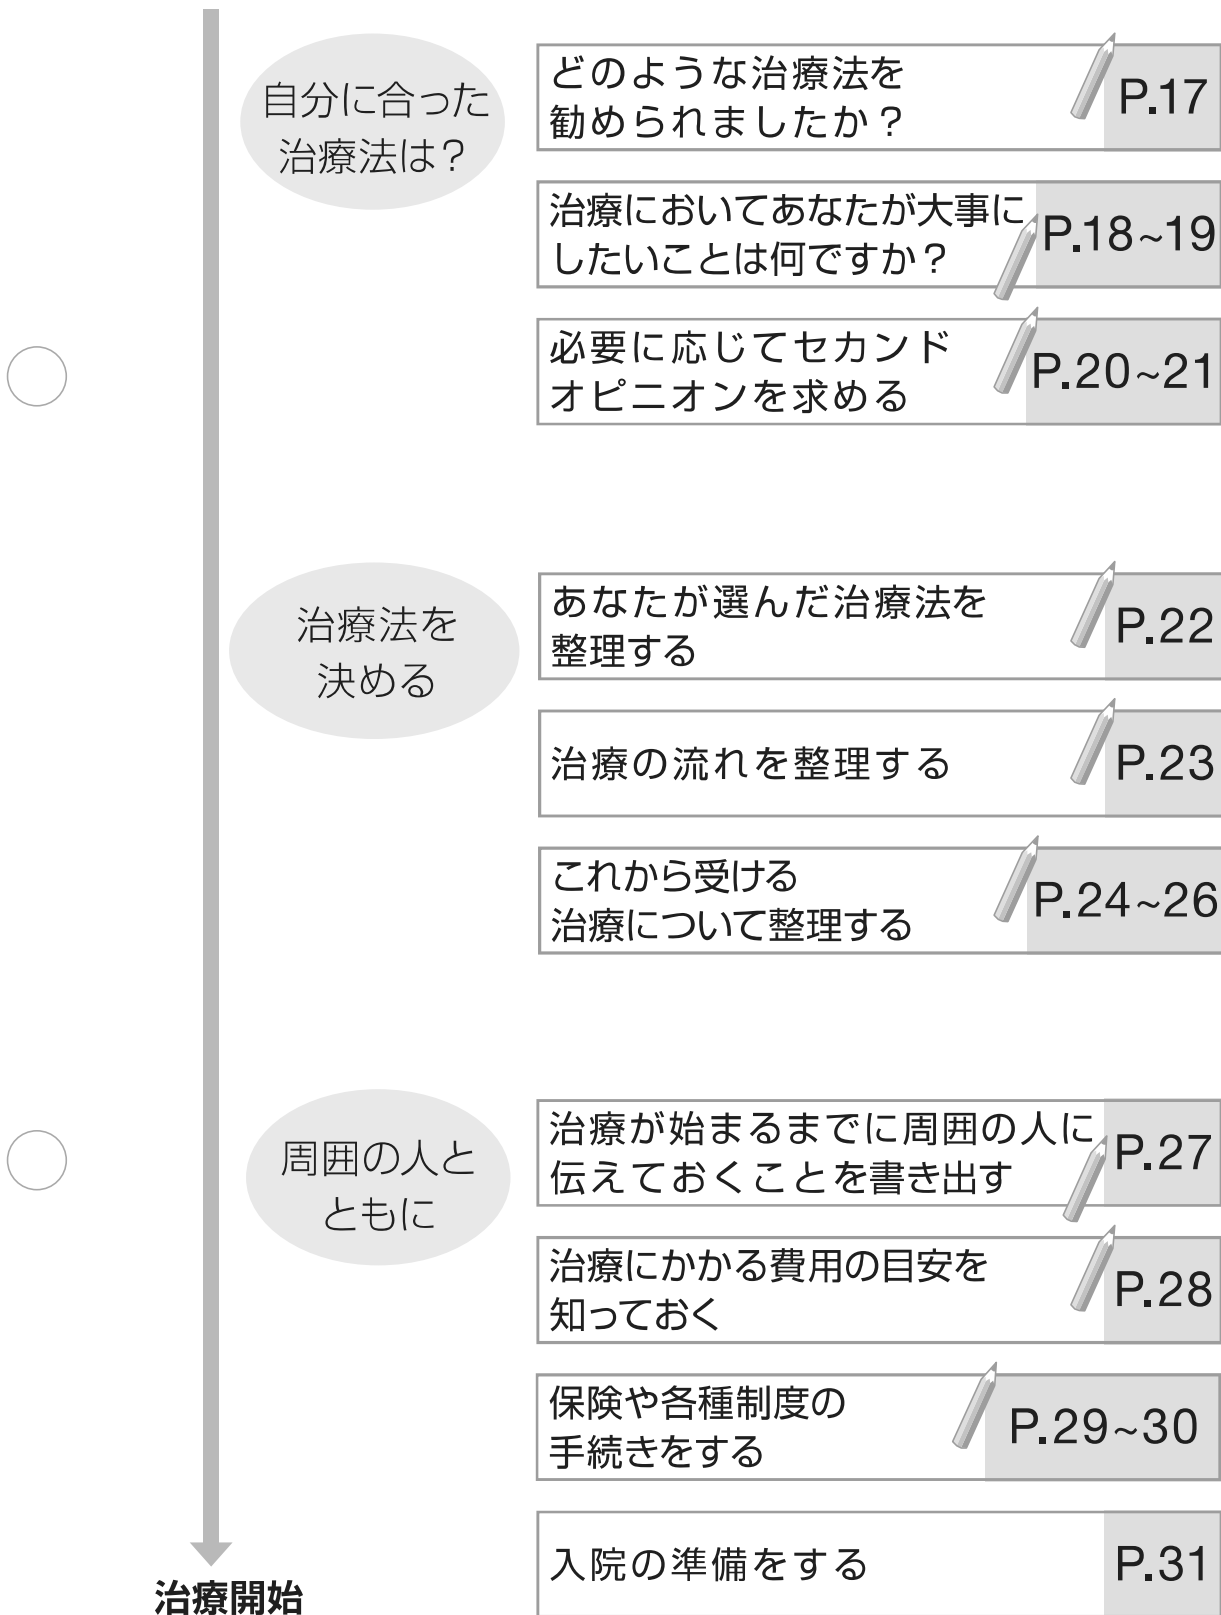 自分に合った
治療法は？
どのような治療法を
勧められましたか？
P.17
治療においてあなたが大事に
したいことは何ですか？
P.18~19
必要に応じてセカンド
オピニオンを求める
P.20~21
治療法を
決める
あなたが選んだ治療法を
整理する
P.22
治療の流れを整理する
P.23
これから受ける
治療について整理する
P.24~26
周囲の人と
ともに
治療が始まるまでに周囲の人に
伝えておくことを書き出す
P.27
治療にかかる費用の目安を
知っておく
P.28
保険や各種制度の
手続きをする
P.29~30
入院の準備をする
P.31
治療開始